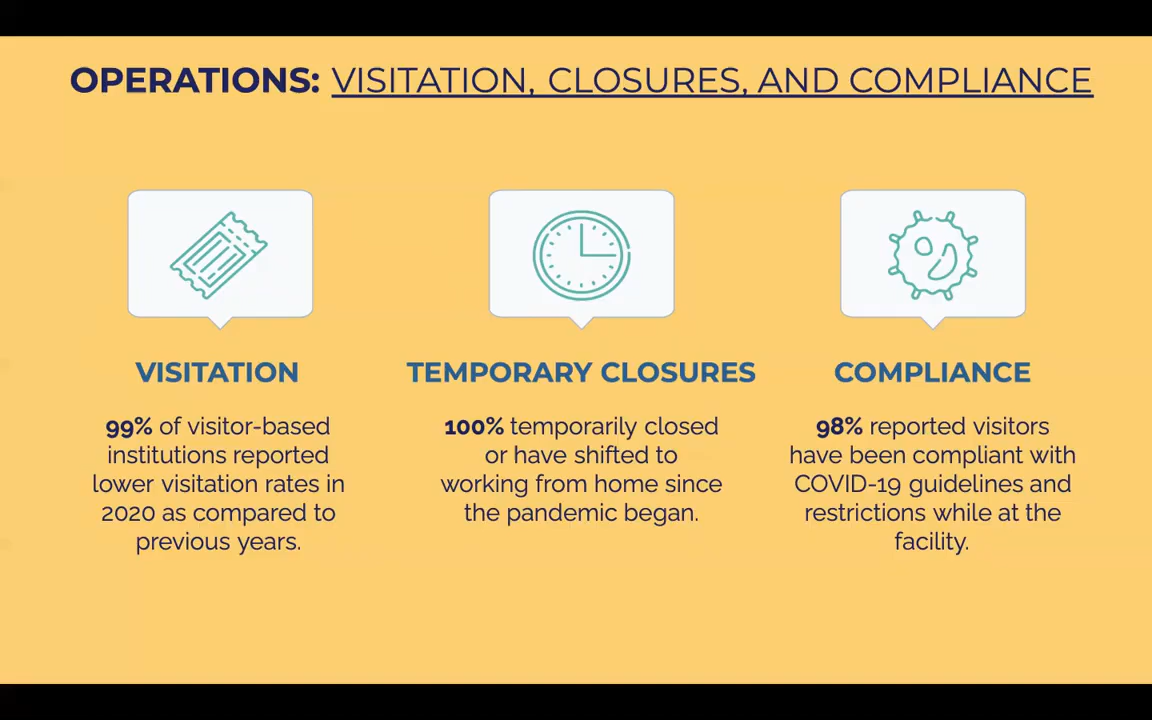 OPERATIONS: VISITATION, CLOSURES, AND COMPLIANCE
VISITATION
99% of visitor-based
institutions reported
lower visitation rates in
2020 as compared to
previous years.
TEMPORARY CLOSURES
100% temporarily closed
or have shifted to
working from home since
the pandemic began.
COMPLIANCE
98% reported visitors
have been compliant with
COVID-19 guidelines and
restrictions while at the
facility.